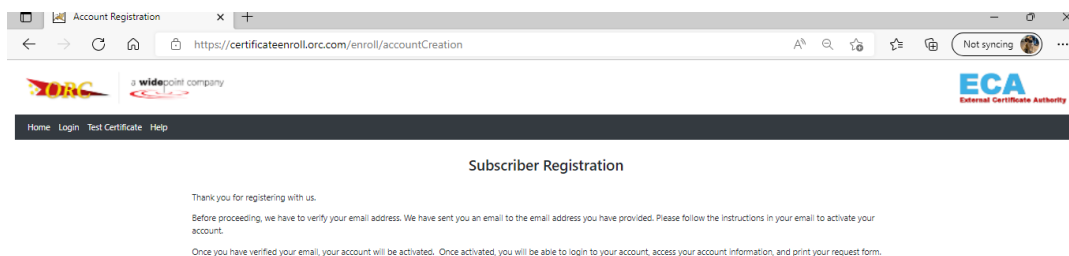 Account Registration
https://certificateenroll.orc.com/enroll/accountCreation
Not syncing
ORC
a widepoint company
ECA
External Certificate Authority
Home Login Test Certificate Help
Subscriber Registration
Thank you for registering with us.
Before proceeding, we have to verify your email address. We have sent you an email to the email address you have provided. Please follow the instructions in your email to activate your
account.
Once you have verified your email, your account will be activated. Once activated, you will be able to login to your account, access your account information, and print your request form.